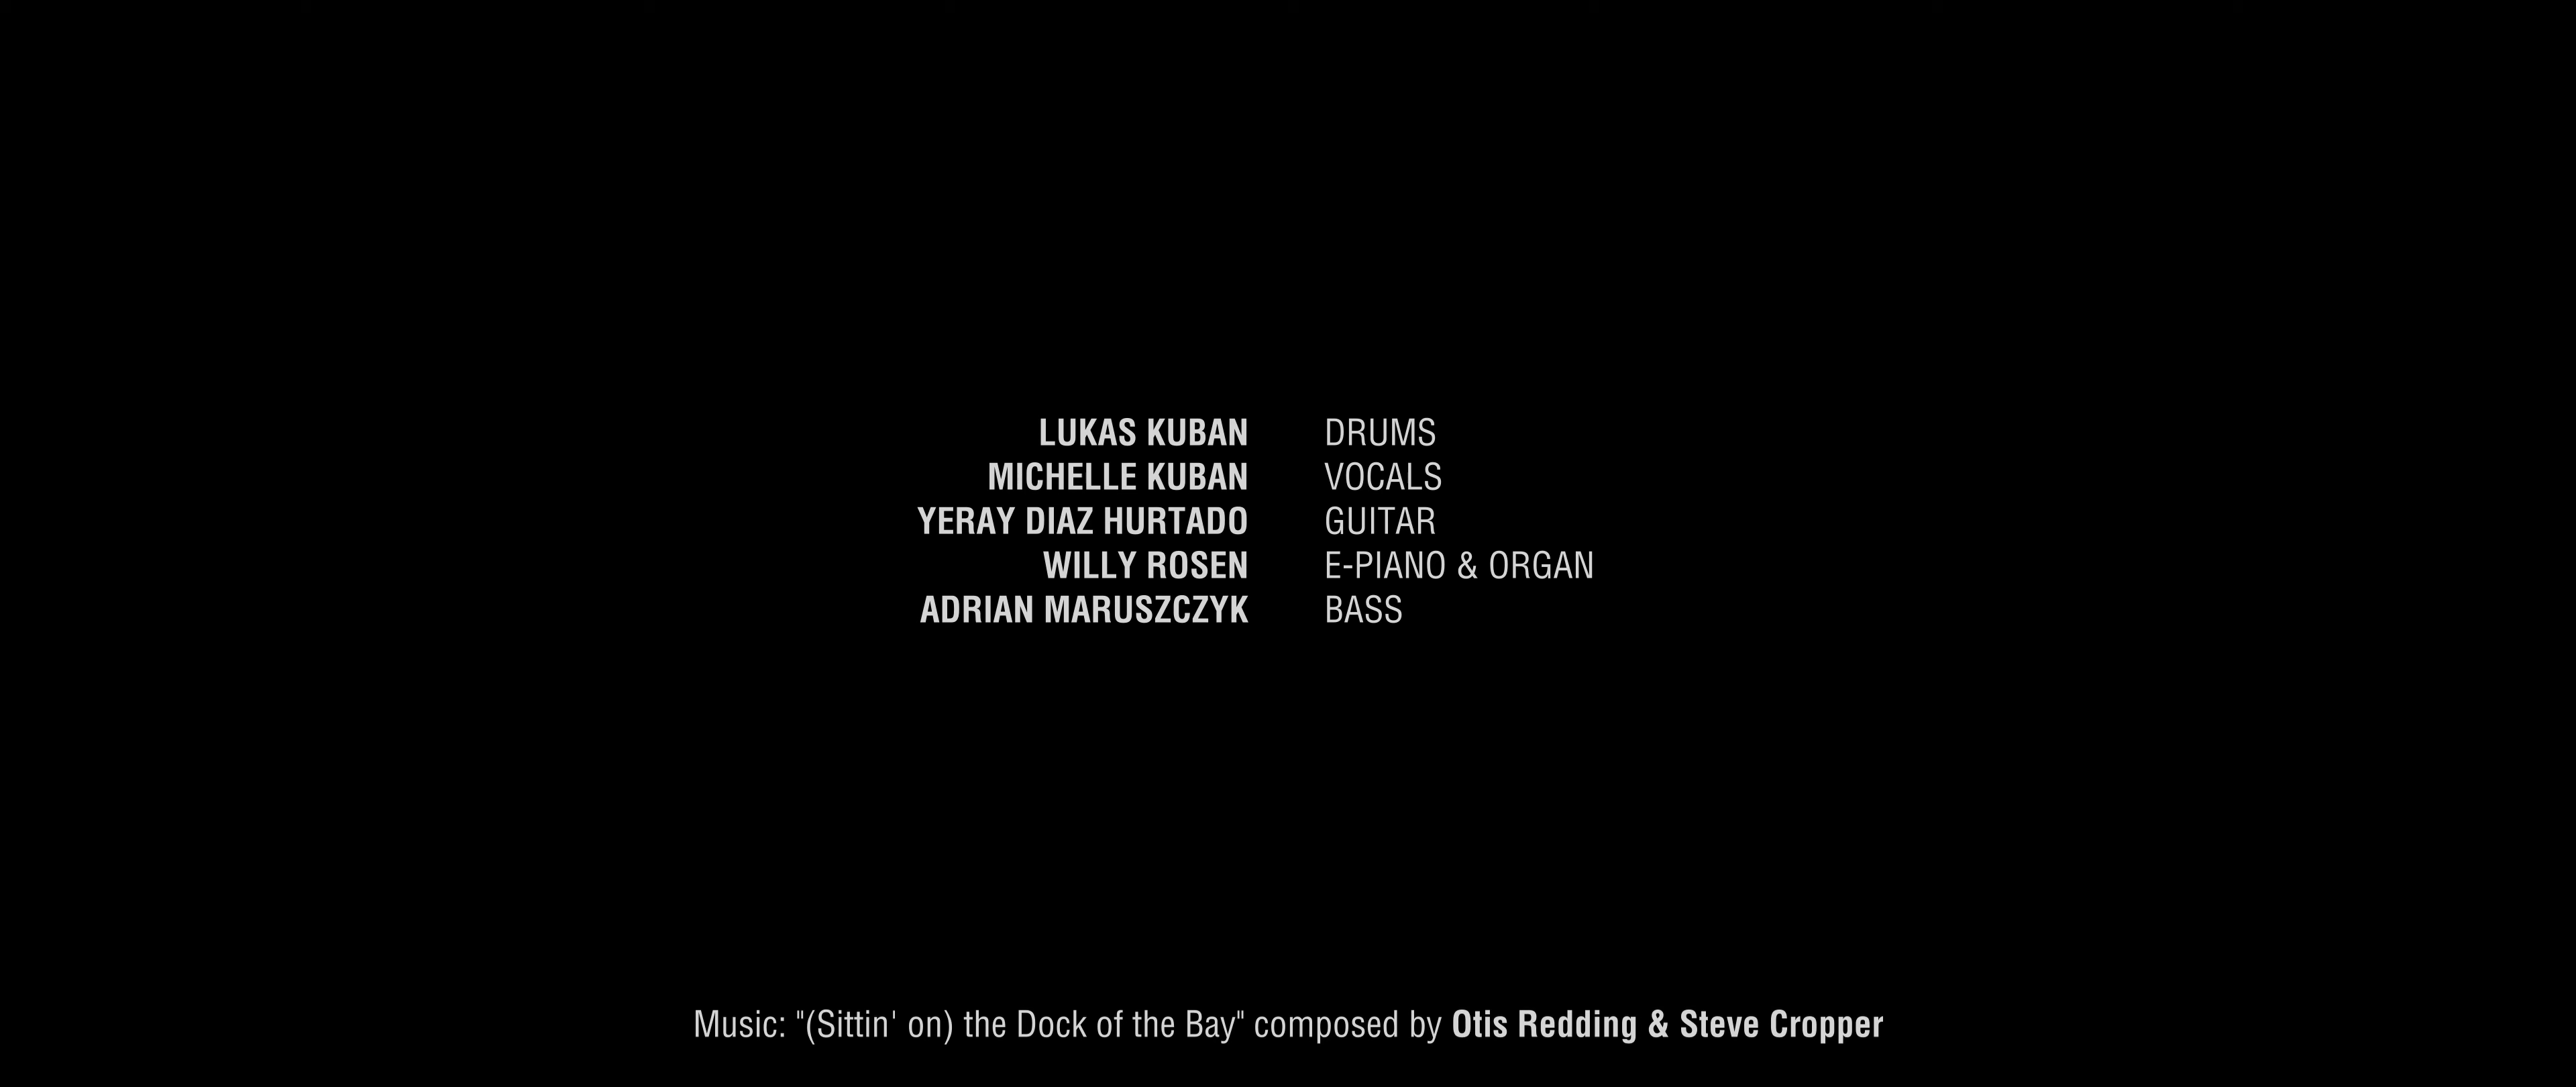 LUKAS KUBAN DRUMS
MICHELLE KUBAN VOCALS
YERAY DIAZ HURTADO GUITAR
WILLY ROSEN E-PIANO & ORGAN
ADRIAN MARUSZCZYK BASS
Music: "(Sittin' on) the Dock of the Bay" composed by Otis Redding & Steve Cropper